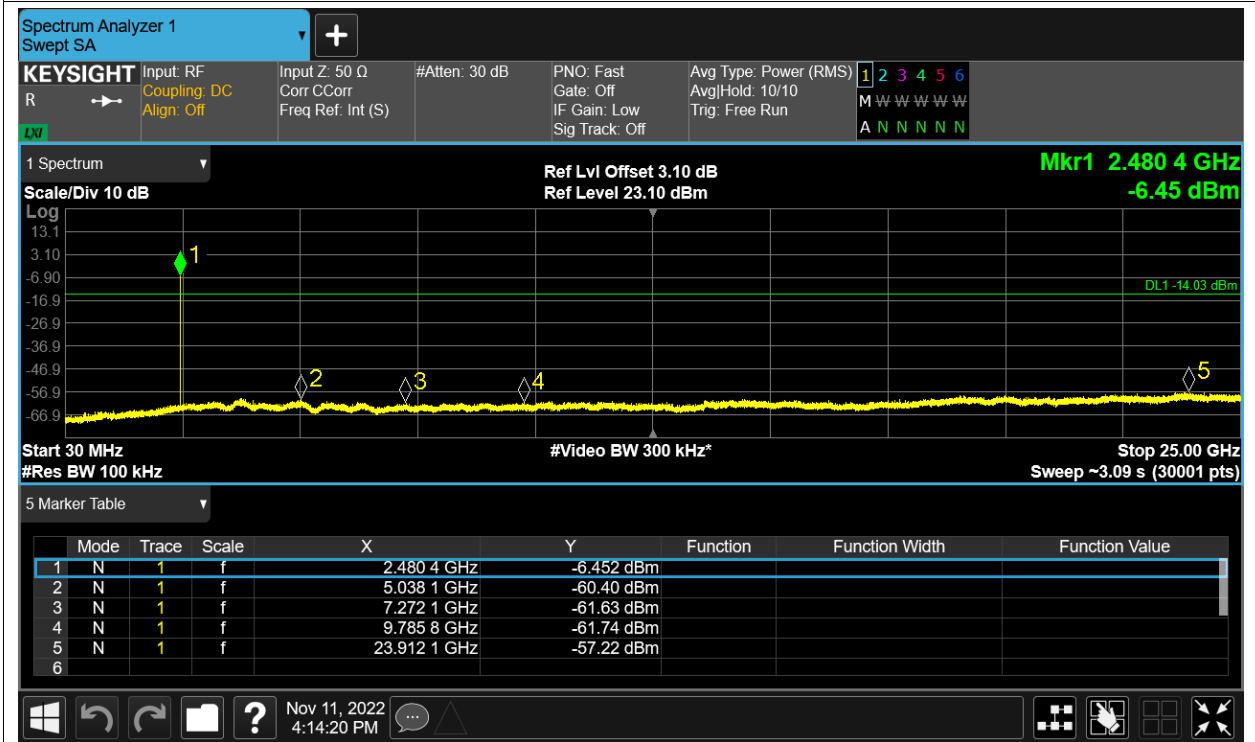 Spectrum Analyzer 1
Swept SA
KEYSIGHT Input: RF Input Z: 50 Ω #Atten: 30 dB PNO: Fast Avg Type: Power (RMS) 1 2 3 4 5 6
R Coupling: DC Corr CCorr Gate: Off Avg|Hold: 10/10 M W W W W W
Align: Off Freq Ref: Int (S) IF Gain: Low Trig: Free Run
LXI Sig Track: Off A N N N N N
1 Spectrum Ref Lvl Offset 3.10 dB Mkr1 2.480 4 GHz
Scale/Div 10 dB Ref Level 23.10 dBm -6.45 dBm
Log
13.1
3.10 1
-6.90 DL1 -14.03 dBm
-16.9
-26.9
-36.9
-46.9 2 3 4 5
-56.9
-66.9
Start 30 MHz #Video BW 300 kHz* Stop 25.00 GHz
#Res BW 100 kHz Sweep ~3.09 s (30001 pts)
5 Marker Table
Mode Trace Scale X Y Function Function Width Function Value
1 N 1 f 2.480 4 GHz -6.452 dBm
2 N 1 f 5.038 1 GHz -60.40 dBm
3 N 1 f 7.272 1 GHz -61.63 dBm
4 N 1 f 9.785 8 GHz -61.74 dBm
5 N 1 f 23.912 1 GHz -57.22 dBm
6
? Nov 11, 2022
4:14:20 PM